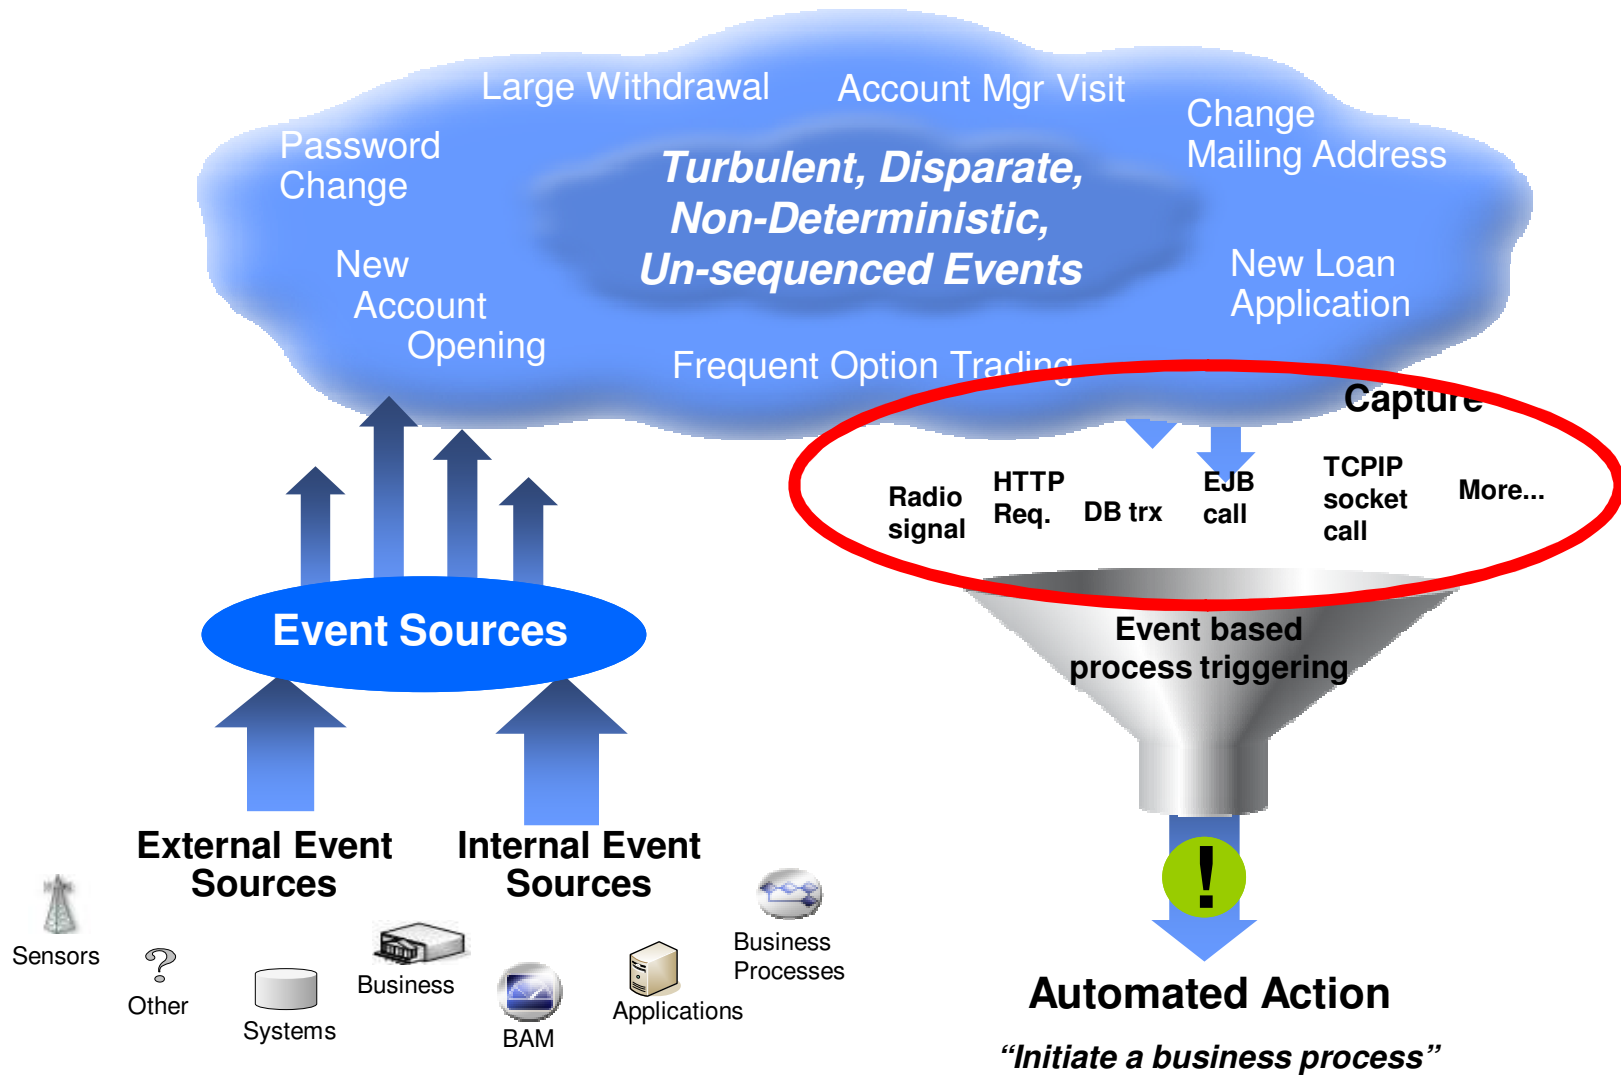 Large Withdrawal
Account Mgr Visit
Change
Mailing Address
Password
Change
Turbulent, Disparate,
Non-Deterministic,
Un-sequenced Events
New
Account
Opening
New Loan
Application
Frequent Option Trading
Capture
Radio
signal
HTTP
Req.
DB trx
EJB
call
TCPIP
socket
call
More...
Event Sources
Event based
process triggering
External Event
Sources
Internal Event
Sources
!
Sensors
?
Other
Systems
Business
BAM
Applications
Business
Processes
Automated Action
“Initiate a business process”